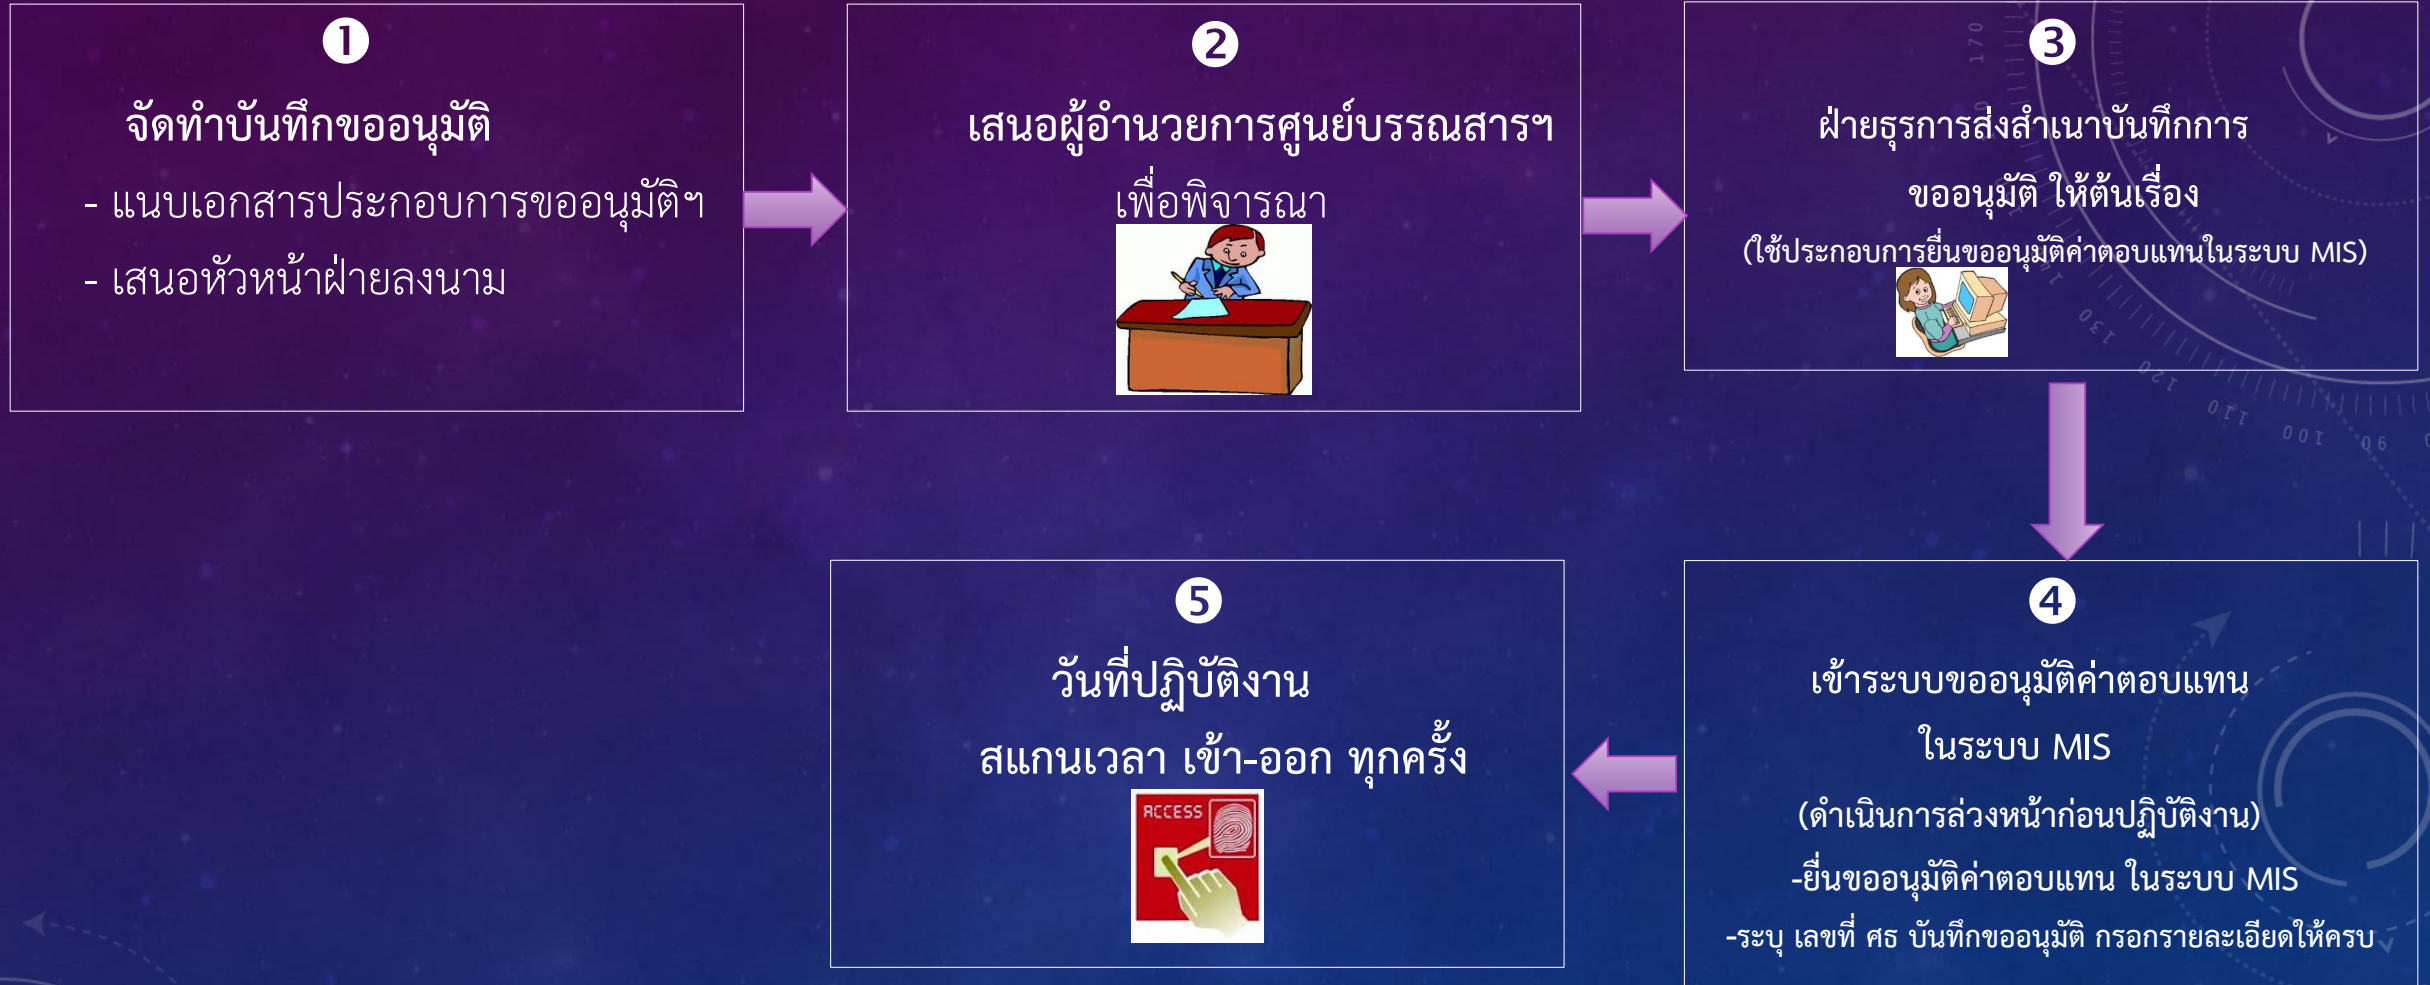 ❶
จัดทำบันทึกขออนุมัติ
- แนบเอกสารประกอบการขออนุมัติฯ
- เสนอหัวหน้าฝ่ายลงนาม
❷
เสนอผู้อำนวยการศูนย์บรรณสารฯ
เพื่อพิจารณา
❸
ฝ่ายธุรการส่งสำเนาบันทึกการ
ขออนุมัติ ให้ต้นเรื่อง
(ใช้ประกอบการยื่นขออนุมัติค่าตอบแทนในระบบ MIS)
170
130
120
110
100
90
❹
เข้าระบบขออนุมัติค่าตอบแทน
ในระบบ MIS
(ดำเนินการล่วงหน้าก่อนปฏิบัติงาน)
-ยื่นขออนุมัติค่าตอบแทน ในระบบ MIS
-ระบุ เลขที่ ศธ บันทึกขออนุมัติ กรอกรายละเอียดให้ครบ
❺
วันที่ปฏิบัติงาน
สแกนเวลา เข้า-ออก ทุกครั้ง
ACCESS